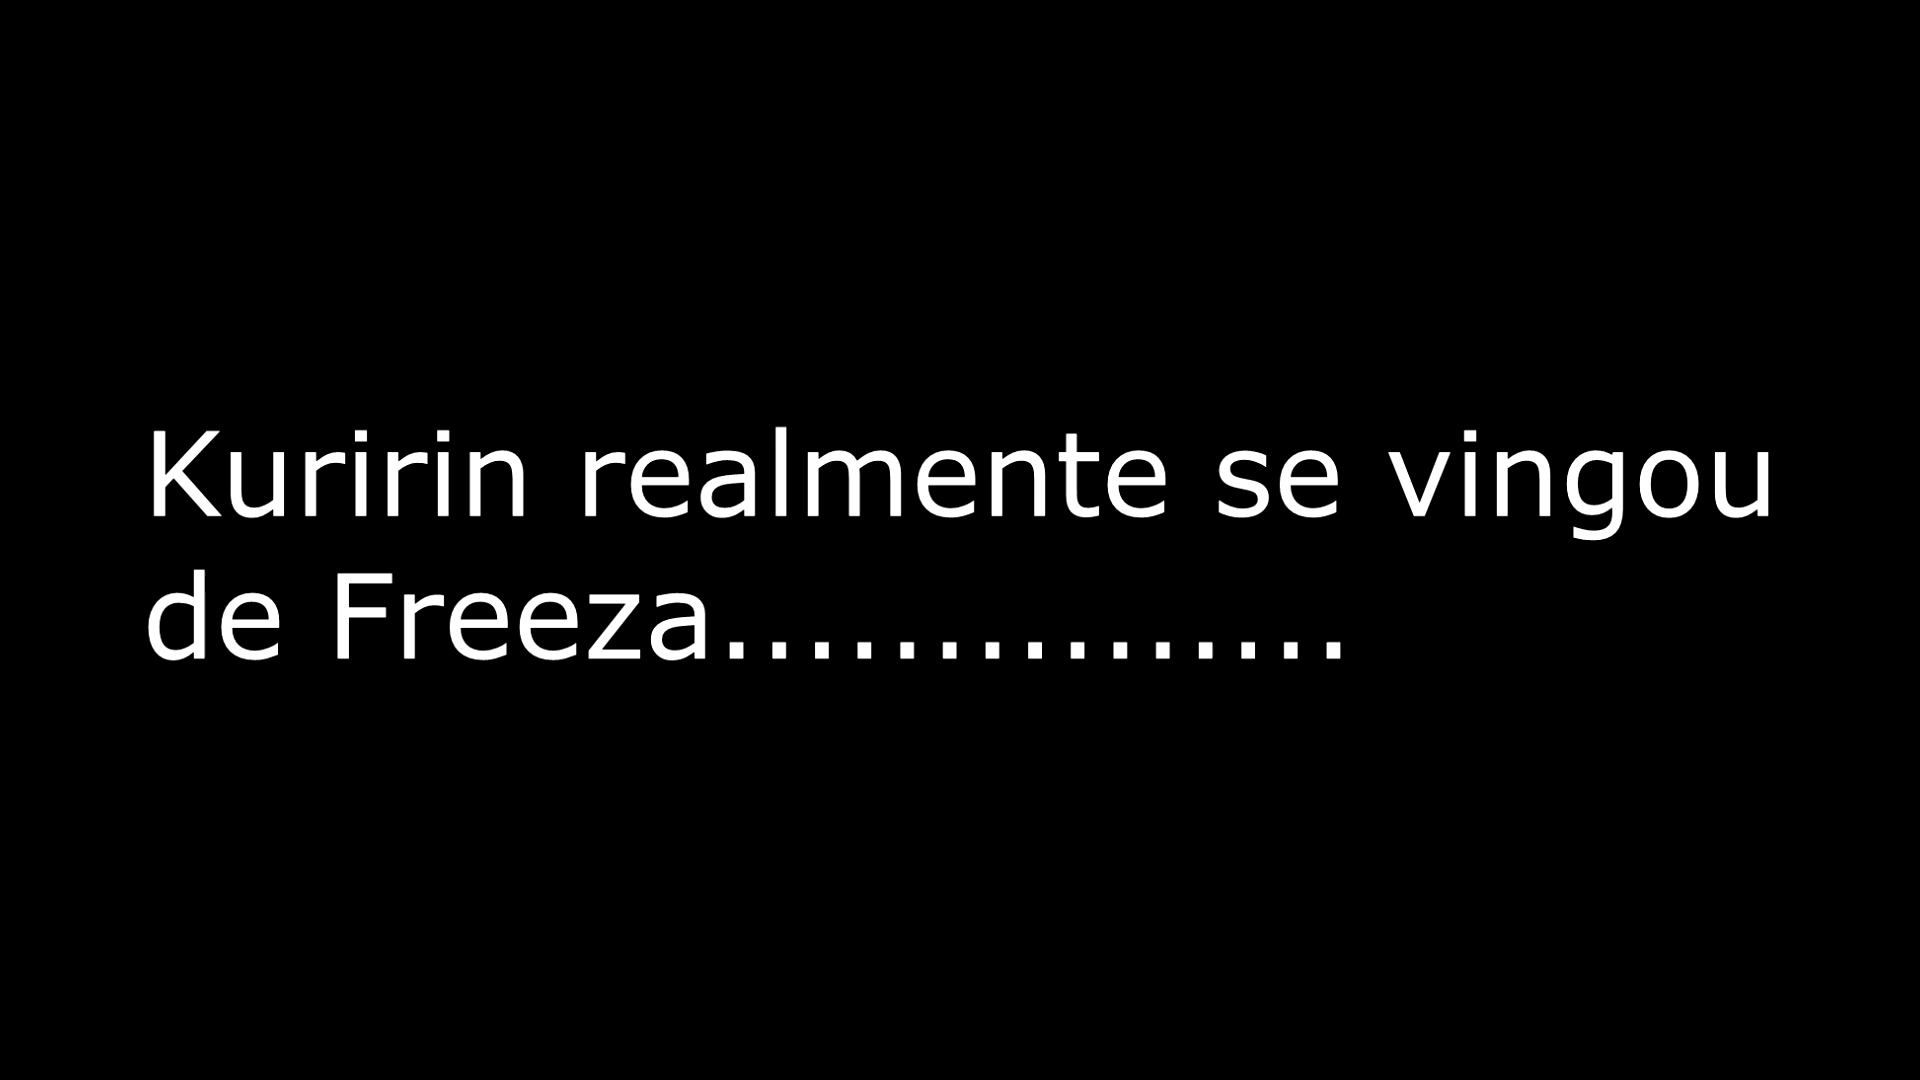 Kuririn realmente se vingou
de Freeza...............